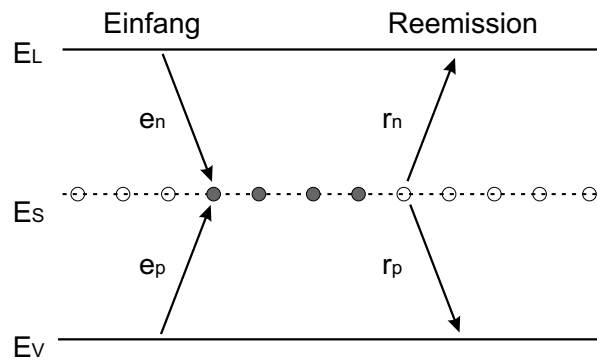 Einfang Reemission
EL
en rn
ES
ep rp
EV